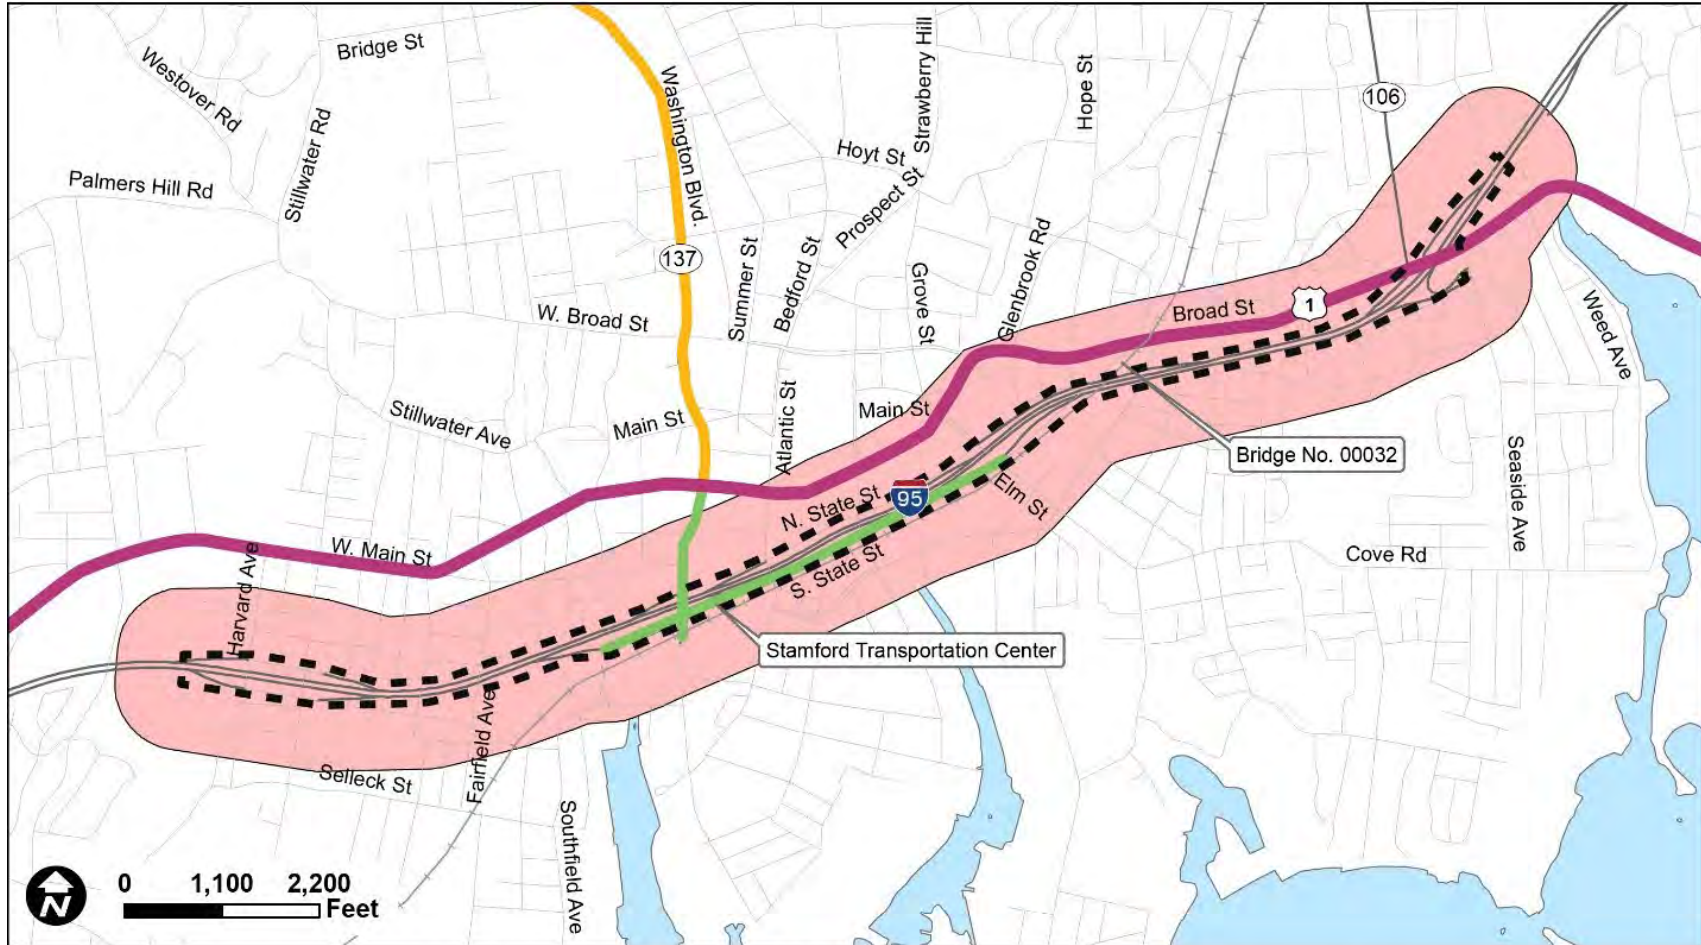 Bridge St
Westover Rd
Stillwater Rd
Palmers Hill Rd
Washington Blvd.
137
Strawberry Hill
Hope St
106
Hoyt St
Prospect St
Summer St
Bedford St
Grove St
Glenbrook Rd
W. Broad St
Broad St
1
Weed Ave
Stillwater Ave
Main St
Atlantic St
Main St
Bridge No. 00032
Seaside Ave
N. State St
95
Elm St
W. Main St
Harvard Ave
S. State St
Cove Rd
Stamford Transportation Center
Fairfield Ave
Selleck St
Southfield Ave
N
0 1,100 2,200
Feet